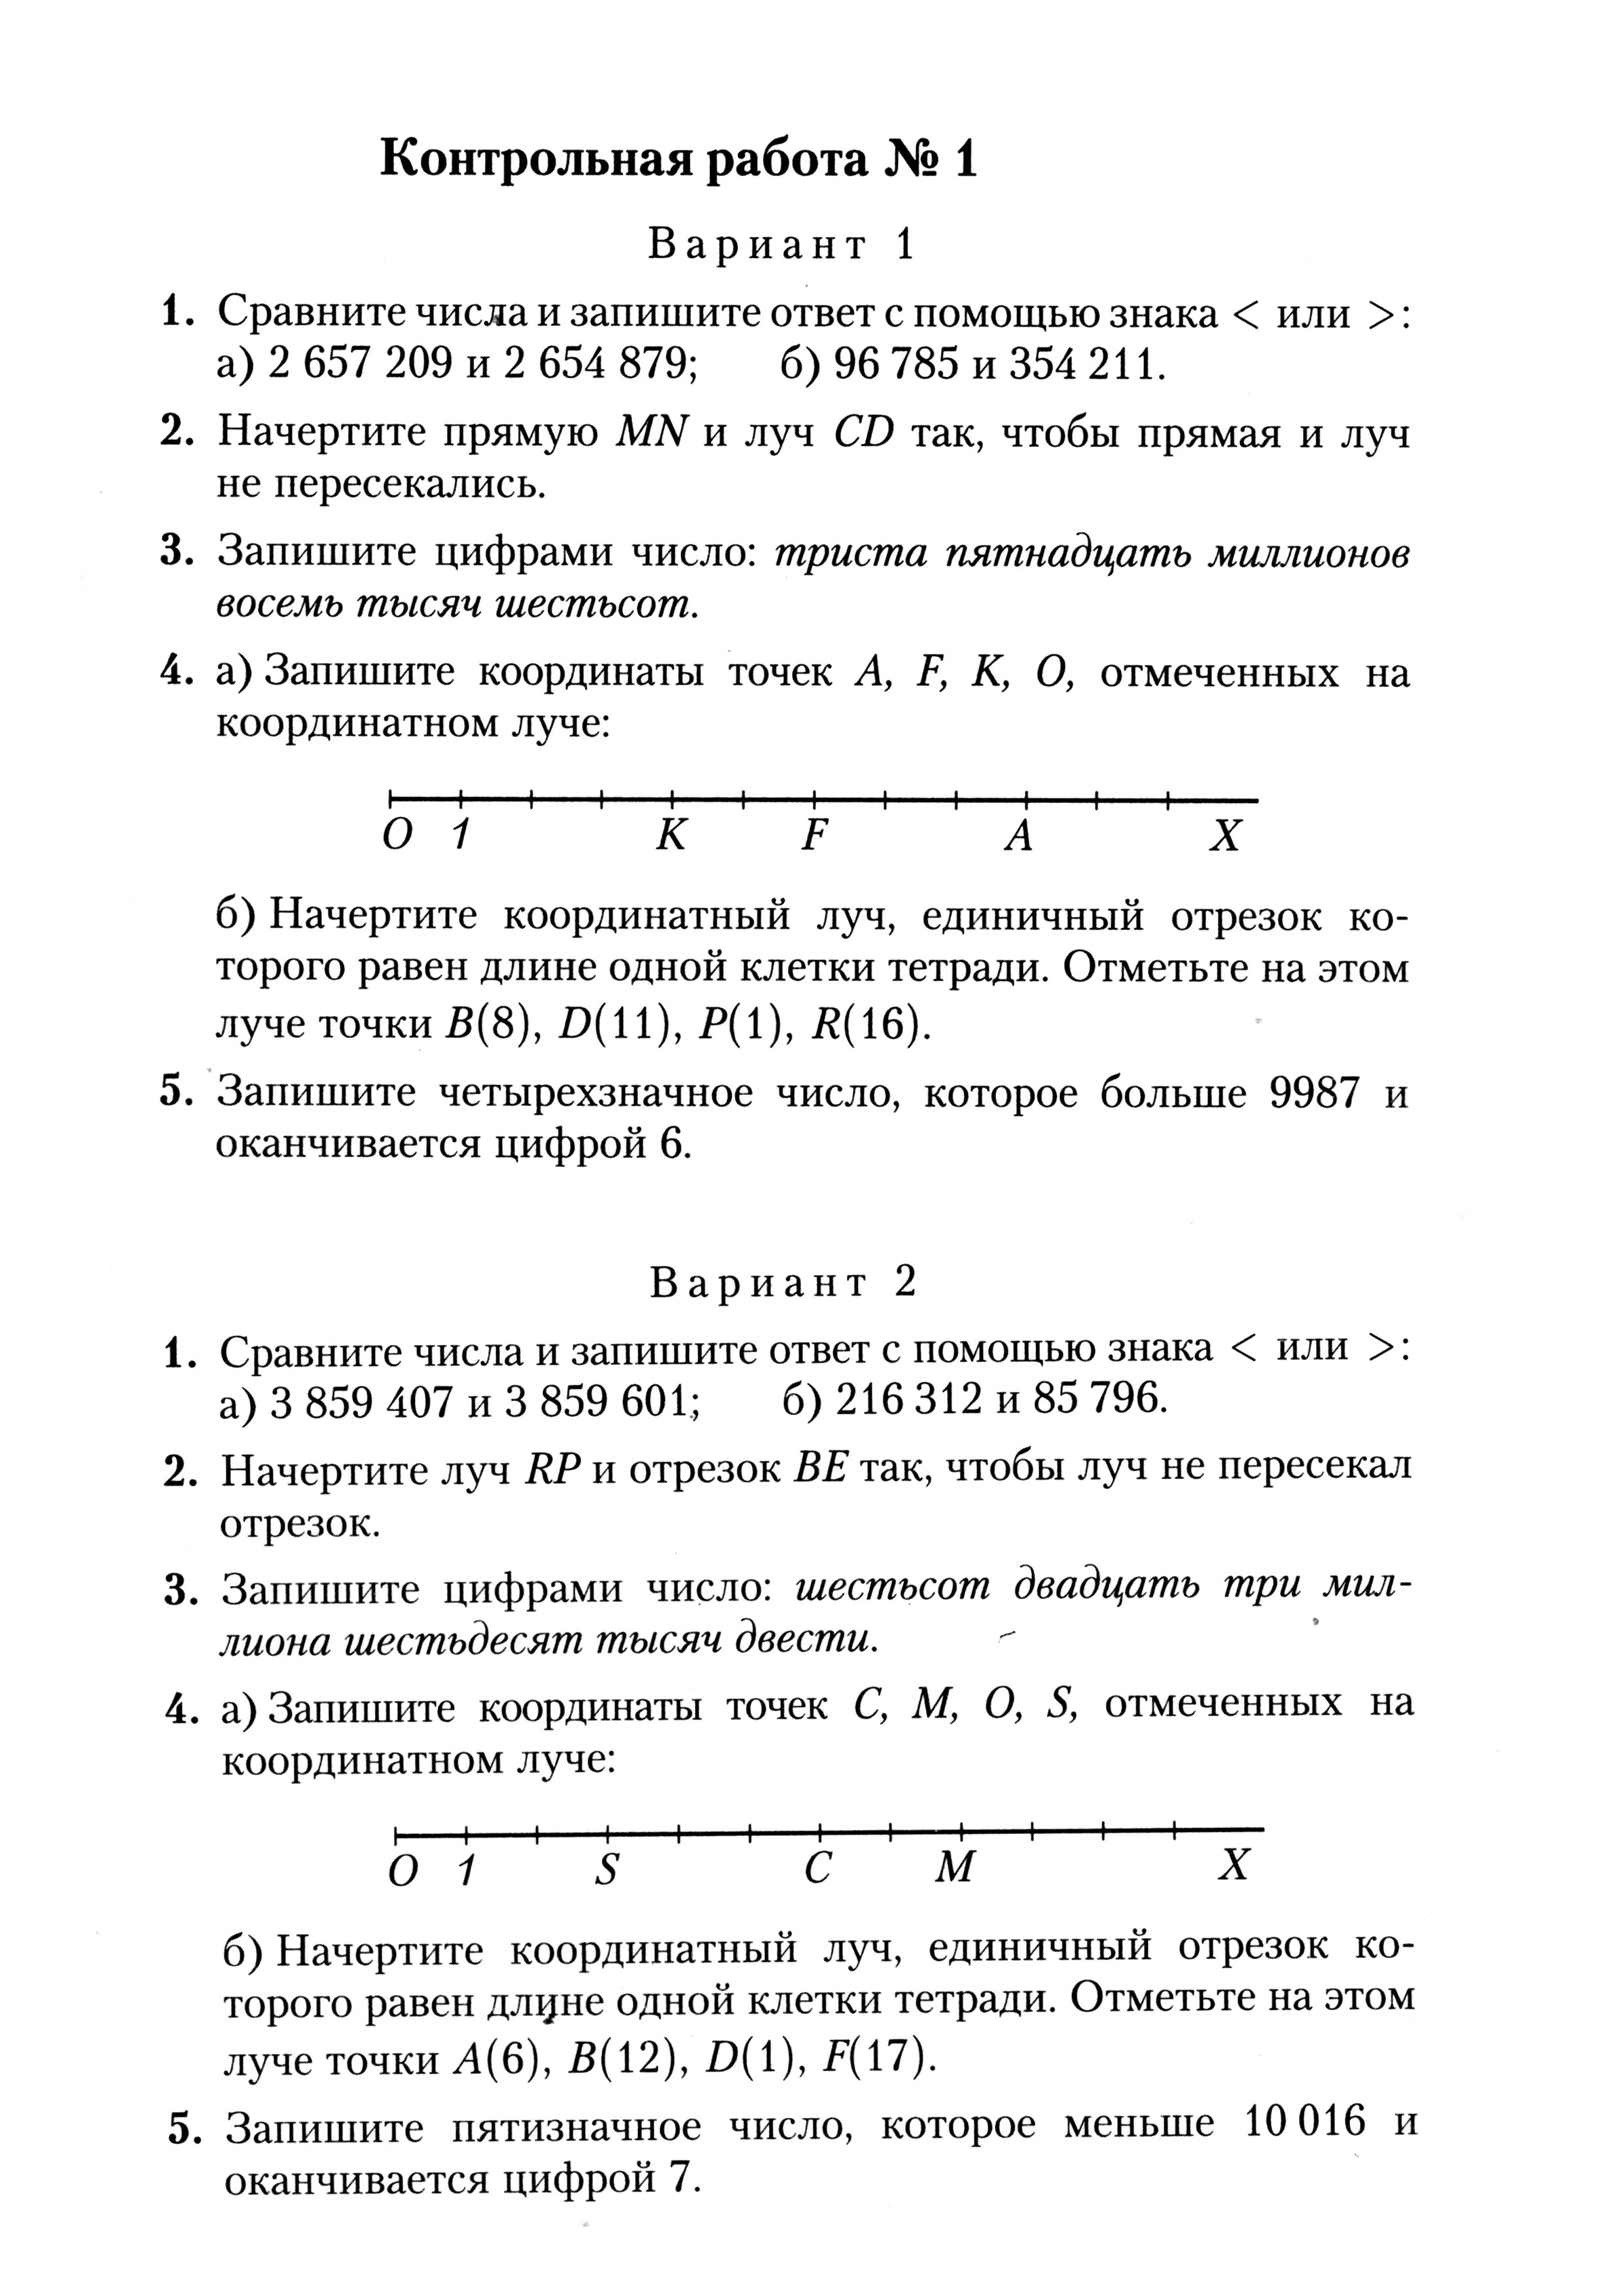 Контрольная работа № 1
Вариант 1
1. Сравните числа и запишите ответ с помощью знака < или >:
а) 2 657 209 и 2 654 879; б) 96 785 и 354 211.
2. Начертите прямую MN и луч CD так, чтобы прямая и луч
не пересекались.
3. Запишите цифрами число: триста пятнадцать миллионов
восемь тысяч шестьсот.
4. а) Запишите координаты точек A, F, K, O, отмеченных на
координатном луче:
O 1 K F A X
б) Начертите координатный луч, единичный отрезок ко-
торого равен длине одной клетки тетради. Отметьте на этом
луче точки B(8), D(11), P(1), R(16).
5. Запишите четырехзначное число, которое больше 9987 и
оканчивается цифрой 6.
Вариант 2
1. Сравните числа и запишите ответ с помощью знака < или >:
а) 3 859 407 и 3 859 601; б) 216 312 и 85 796.
2. Начертите луч RP и отрезок BE так, чтобы луч не пересекал
отрезок.
3. Запишите цифрами число: шестьсот двадцать три мил-
лиона шестьдесят тысяч двести.
4. а) Запишите координаты точек C, M, O, S, отмеченных на
координатном луче:
O 1 S C M X
б) Начертите координатный луч, единичный отрезок ко-
торого равен длине одной клетки тетради. Отметьте на этом
луче точки A(6), B(12), D(1), F(17).
5. Запишите пятизначное число, которое меньше 10 016 и
оканчивается цифрой 7.